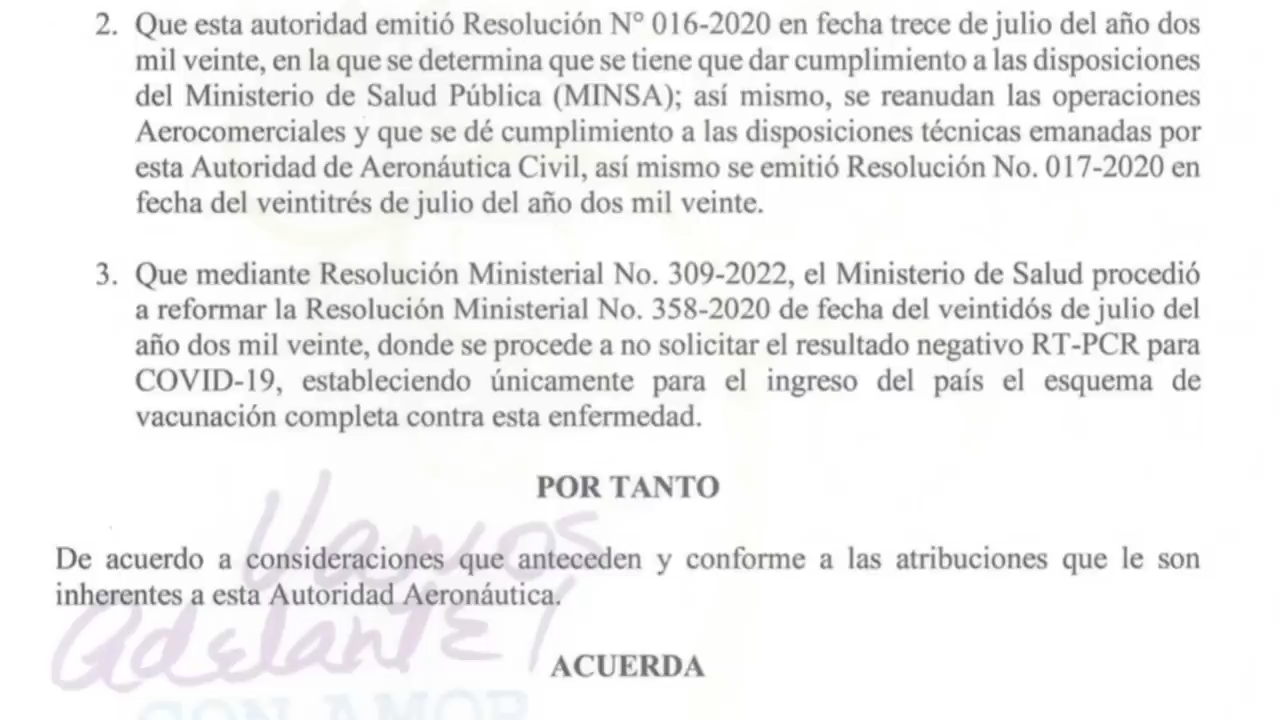 2. Que esta autoridad emitió Resolución N° 016-2020 en fecha trece de julio del año dos
mil veinte, en la que se determina que se tiene que dar cumplimiento a las disposiciones
del Ministerio de Salud Pública (MINSA); así mismo, se reanudan las operaciones
Aerocomerciales y que se dé cumplimiento a las disposiciones técnicas emanadas por
esta Autoridad de Aeronáutica Civil, así mismo se emitió Resolución No. 017-2020 en
fecha del veintitrés de julio del año dos mil veinte.
3. Que mediante Resolución Ministerial No. 309-2022, el Ministerio de Salud procedió
a reformar la Resolución Ministerial No. 358-2020 de fecha del veintidós de julio del
año dos mil veinte, donde se procede a no solicitar el resultado negativo RT-PCR para
COVID-19, estableciendo únicamente para el ingreso del país el esquema de
vacunación completa contra esta enfermedad.
POR TANTO
Vamos
De acuerdo a consideraciones que anteceden y conforme a las atribuciones que le son
inherentes a esta Autoridad Aeronáutica.
adelante!
ACUERDA
CON AMOR